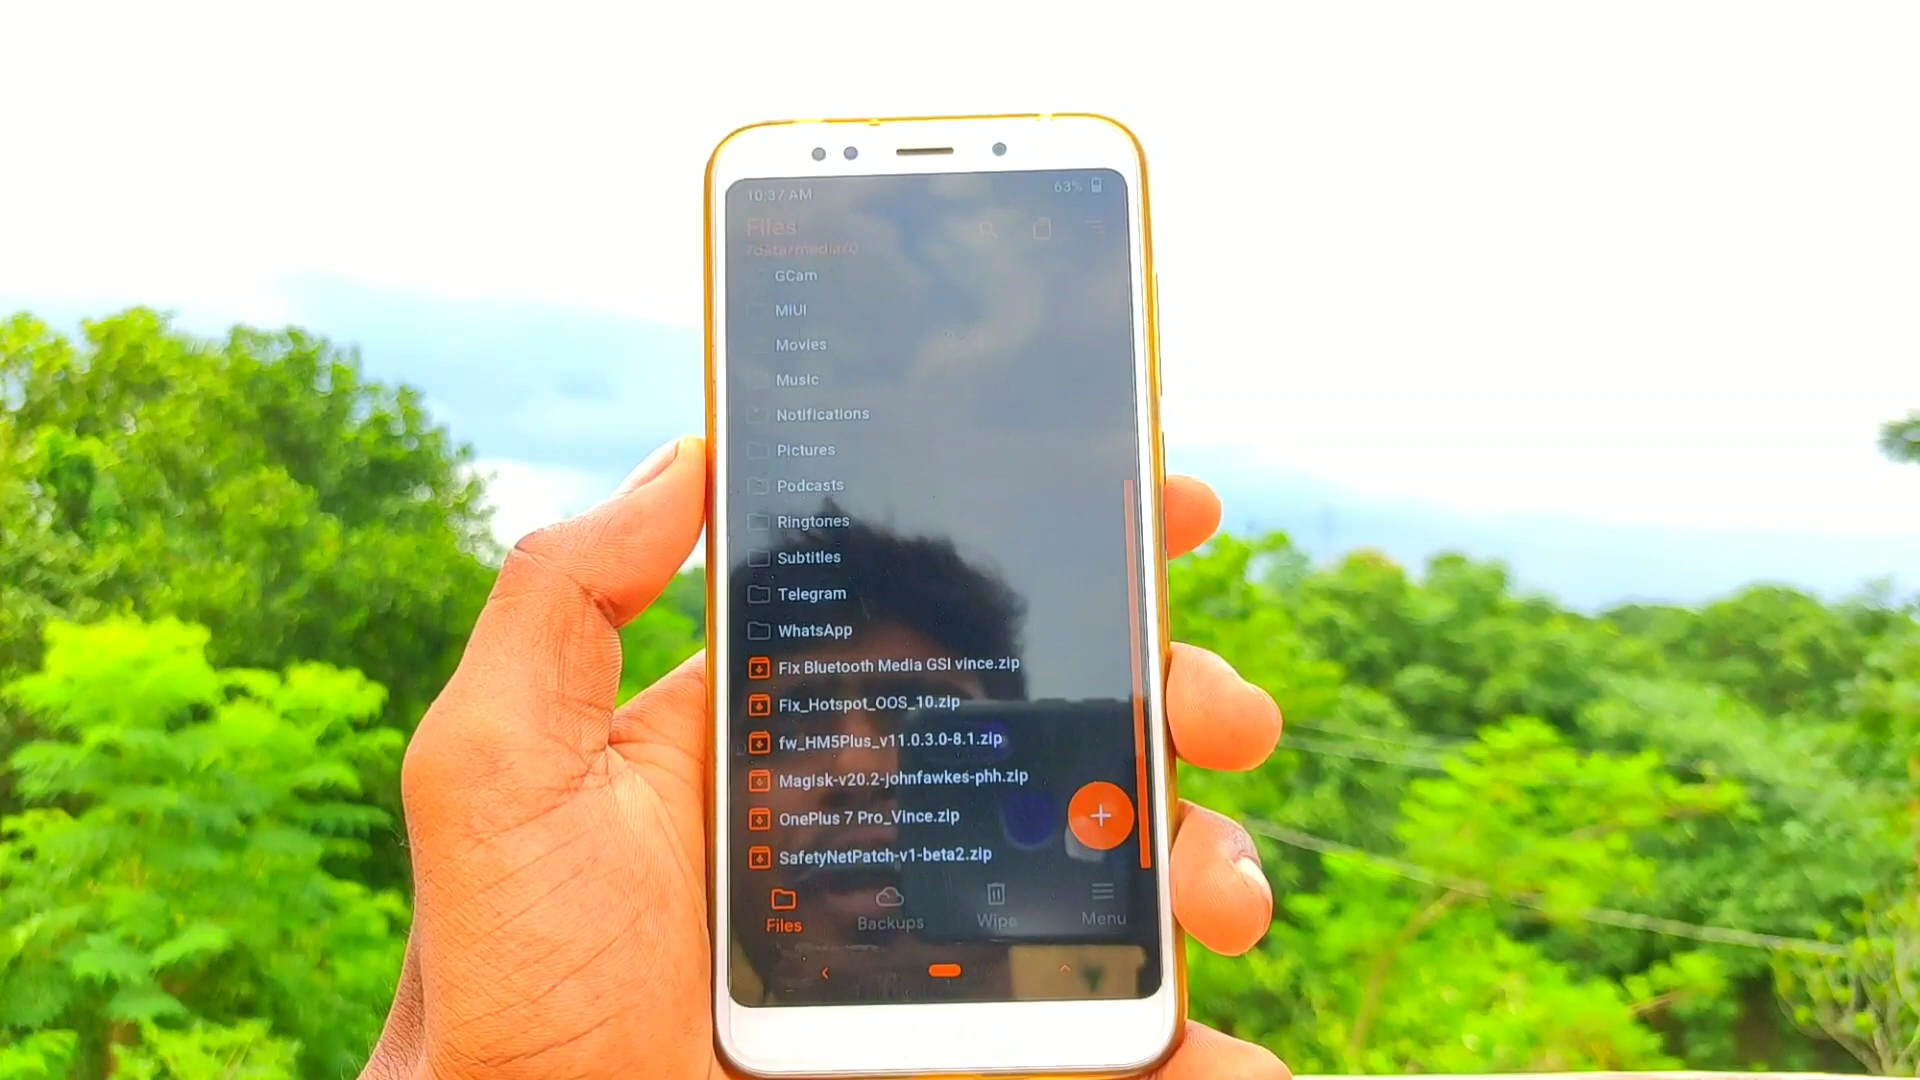 10:37 AM
63%
Files
/data/media/0
GCam
MIUI
Movies
Music
Notifications
Pictures
Podcasts
Ringtones
Subtitles
Telegram
WhatsApp
Fix Bluetooth Media GSI vince.zip
Fix_Hotspot_OOS_10.zip
fw_HM5Plus_v11.0.3.0-8.1.zip
Magisk-v20.2-johnfawkes-phh.zip
OnePlus 7 Pro_Vince.zip
SafetyNetPatch-v1-beta2.zip
Files
Backups
Wipe
Menu